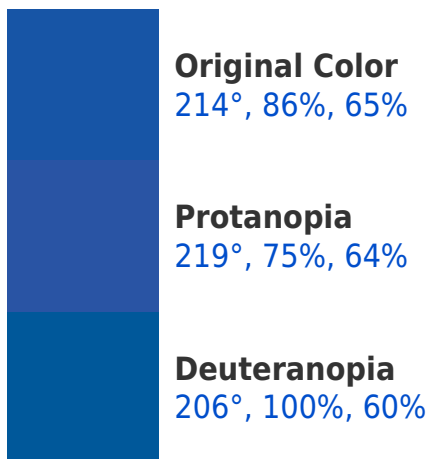 Original Color
214°, 86%, 65%
Protanopia
219°, 75%, 64%
Deuteranopia
206°, 100%, 60%